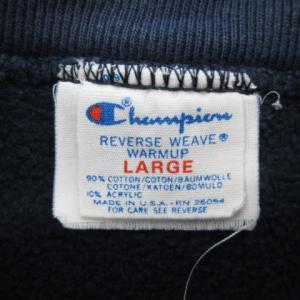 Champion®
REVERSE WEAVE®
WARMUP
LARGE
90% COTTON/COTON/BAUMWOLLE
COTONE/KATOEN/BOMULD
10% ACRYLIC
MADE IN U.S.A.-RN 26094
FOR CARE SEE REVERSE